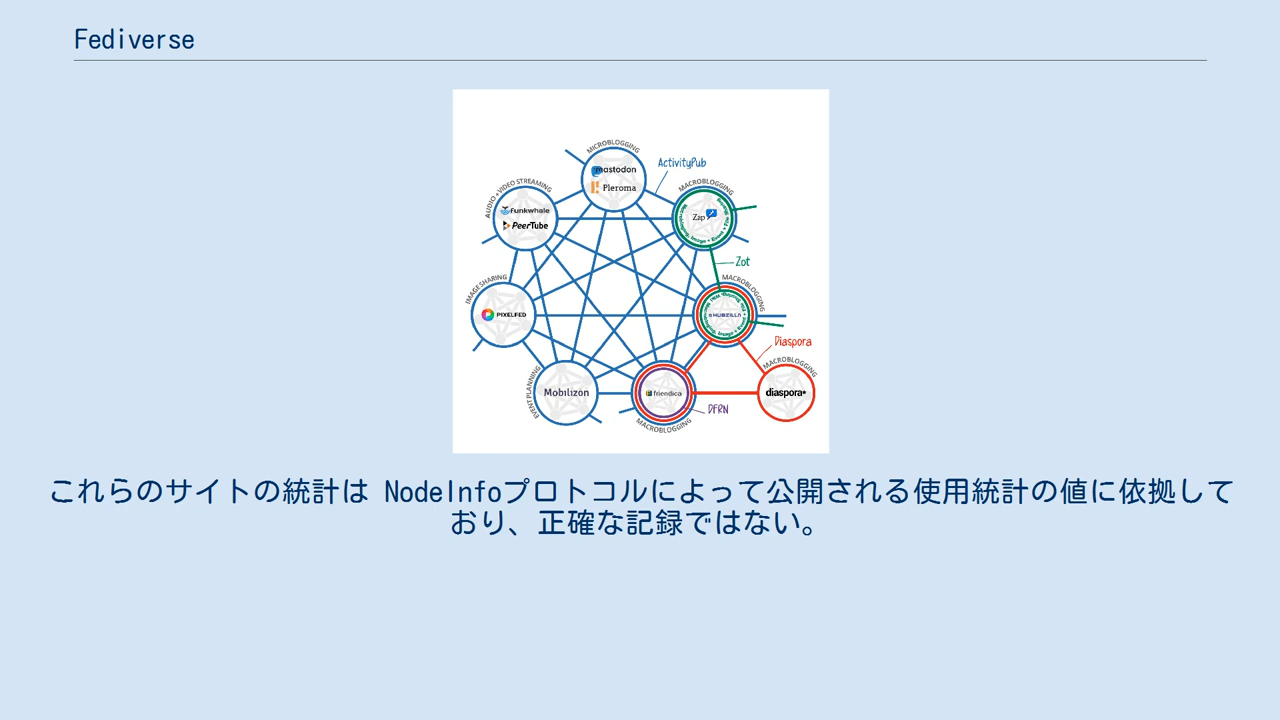 Fediverse
MICROBLOGGING
mastodon
Pleroma
ActivityPub
MACROBLOGGING
Zap
AUDIO + VIDEO STREAMING
funkwhale
PeerTube
Zot
IMAGE SHARING
PIXELFED
MACROBLOGGING
HUBZILLA
Diaspora
MACROBLOGGING
diaspora*
EVENT PLANNING
Mobilizon
friendica
DFRN
MACROBLOGGING
これらのサイトの統計は NodeInfoプロトコルによって公開される使用統計の値に依拠して
おり、正確な記録ではない。